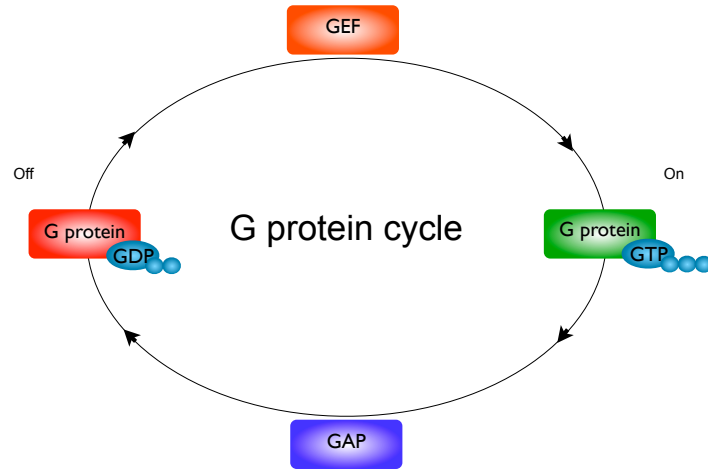 GEF
Off
On
G protein
GDP
G protein cycle
G protein
GTP
GAP